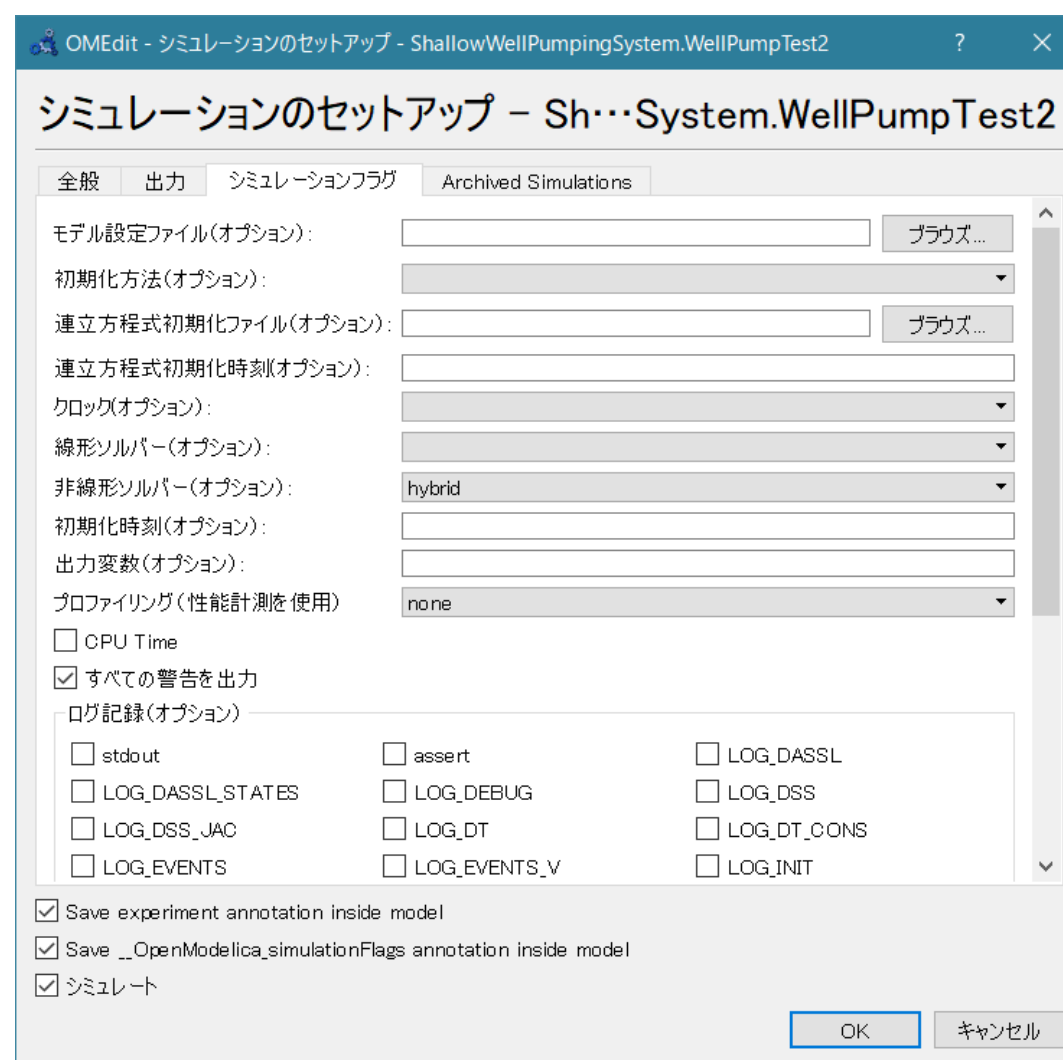 OMEdit - シミュレーションのセットアップ - ShallowWellPumpingSystem.WellPumpTest2 ? ×
シミュレーションのセットアップ - Sh…System.WellPumpTest2
全般 出力 シミュレーションフラグ Archived Simulations
モデル設定ファイル(オプション): ブラウズ...
初期化方法(オプション):
連立方程式初期化ファイル(オプション): ブラウズ...
連立方程式初期化時刻(オプション):
クロック(オプション):
線形ソルバー(オプション):
非線形ソルバー(オプション): hybrid
初期化時刻(オプション):
出力変数(オプション):
プロファイリング(性能計測を使用) none
CPU Time
すべての警告を出力
ログ記録(オプション)
stdout assert LOG_DASSL
LOG_DASSL_STATES LOG_DEBUG LOG_DSS
LOG_DSS_JAC LOG_DT LOG_DT_CONS
LOG_EVENTS LOG_EVENTS_V LOG_INIT
Save experiment annotation inside model
Save __OpenModelica_simulationFlags annotation inside model
シミュレート
OK キャンセル